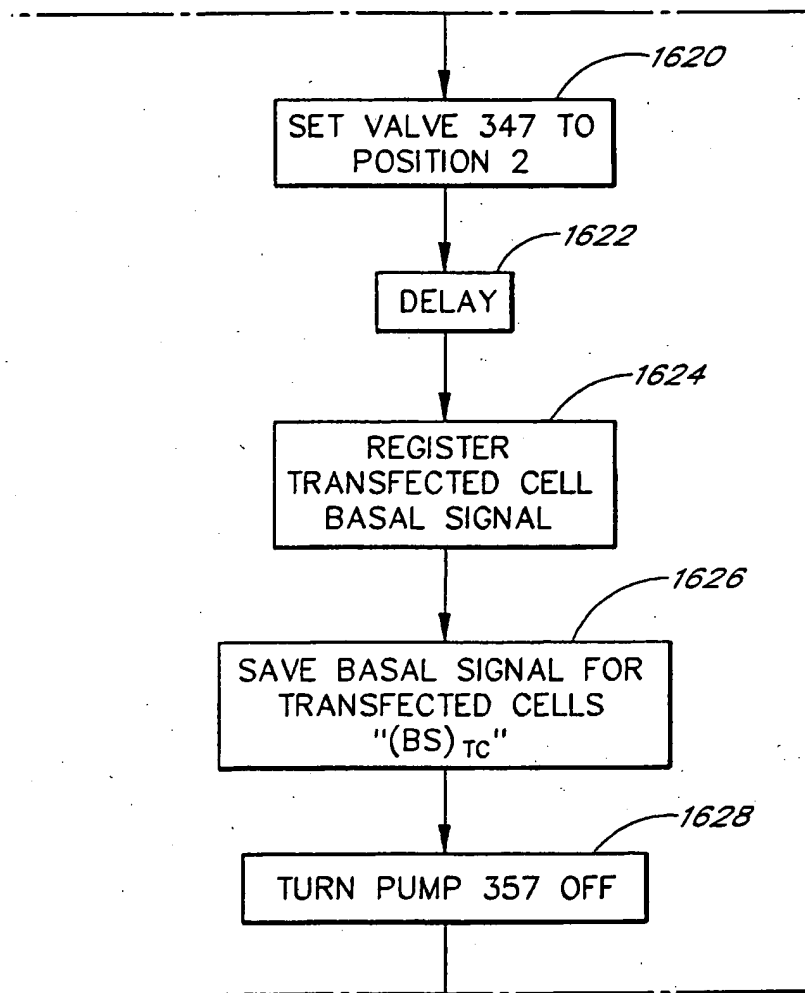 1620
SET VALVE 347 TO
POSITION 2
1622
DELAY
1624
REGISTER
TRANSFECTED CELL
BASAL SIGNAL
1626
SAVE BASAL SIGNAL FOR
TRANSFECTED CELLS
"(BS)TC"
1628
TURN PUMP 357 OFF